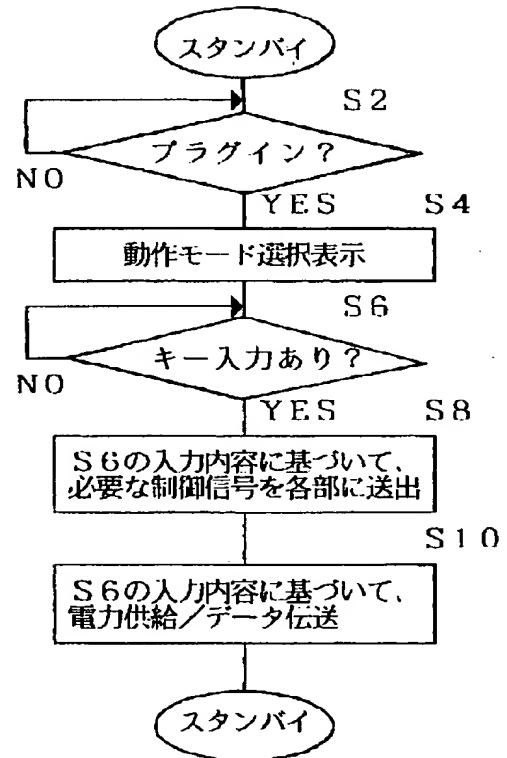 スタンバイ
S2
プラグイン？
NO
YES S4
動作モード選択表示
S6
キー入力あり？
NO
YES S8
S6の入力内容に基づいて、
必要な制御信号を各部に送出
S10
S6の入力内容に基づいて、
電力供給／データ伝送
スタンバイ